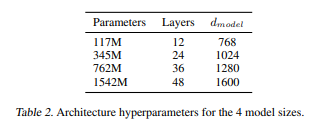 Parameters Layers d_model
117M 12 768
345M 24 1024
762M 36 1280
1542M 48 1600
Table 2. Architecture hyperparameters for the 4 model sizes.